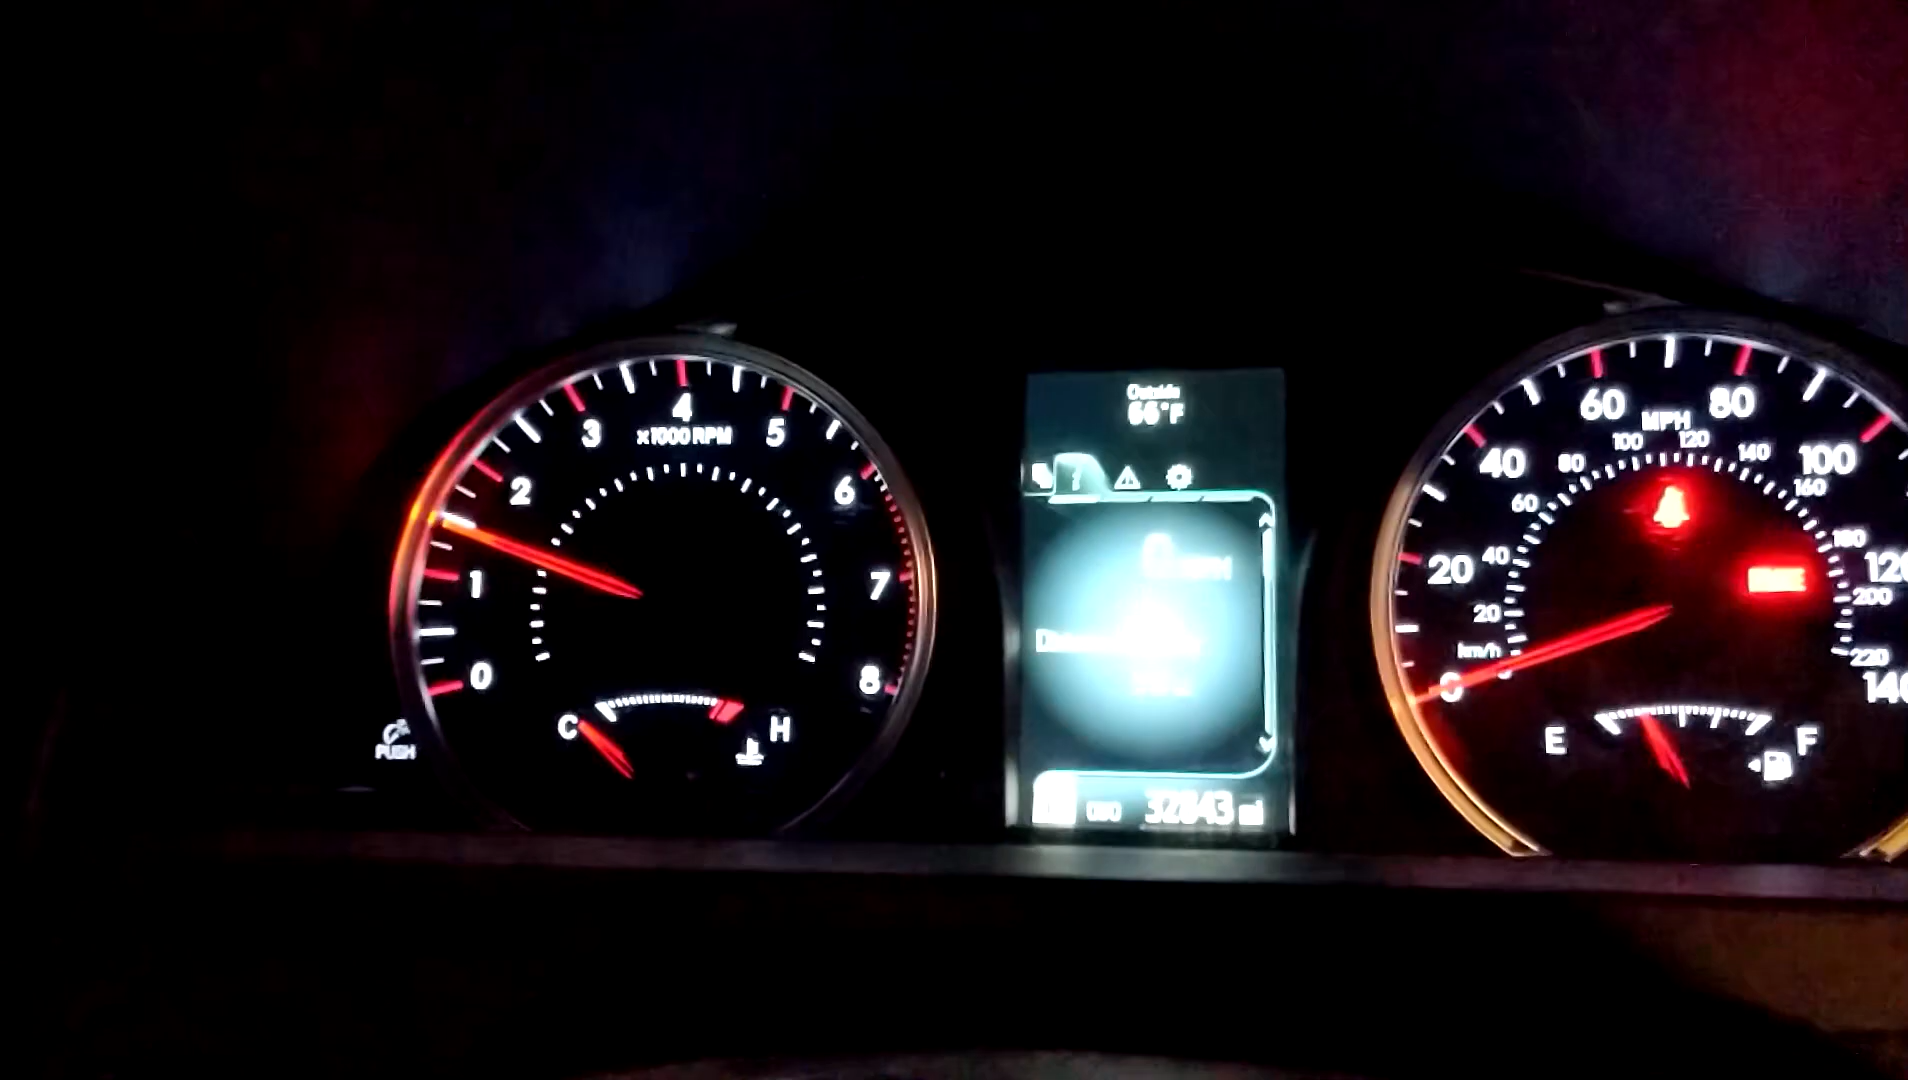 0 1 2 3 4 5 6 7 8
x1000 RPM
C H
PUSH
Outside
66°F
ODO 32843 mi
0 20 40 60 80 100 120 140
MPH
km/h 20 40 60 80 100 120 140 160 180 200 220
E F